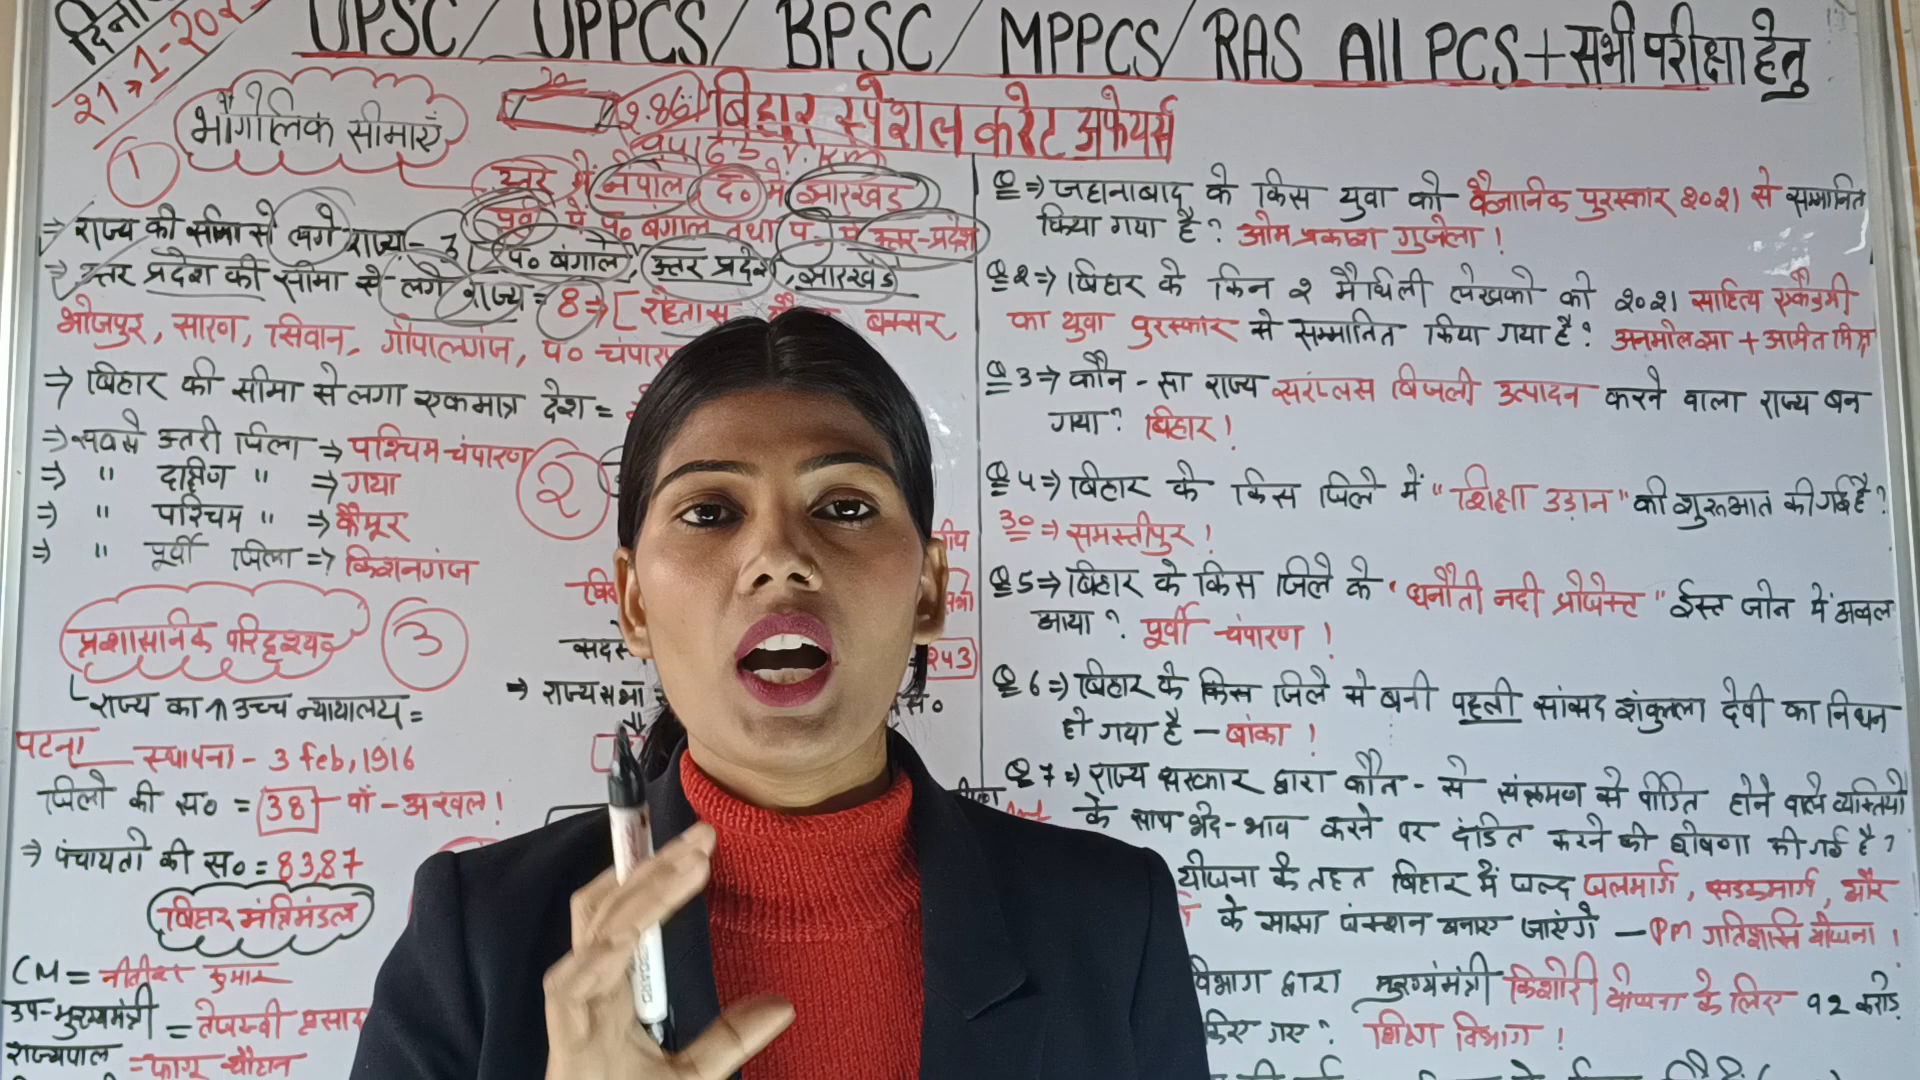 दिनां
21-1-202
UPSC/ UPPCS/ BPSC/ MPPCS/ RAS All PCS+सभी परीक्षा हेतु
बिहार स्पेशल करेंट अफेयर्स
भौगोलिक सीमाएं
1
उत्तर में नेपाल द० में झारखंड
पूर्व में प० बंगाल तथा प० में उत्तर-प्रदेश
⇒ राज्य की सीमा से लगे राज्य - 3 [प० बंगाल, उत्तर प्रदेश, झारखंड
⇒ उत्तर प्रदेश की सीमा से लगे राज्य = 8 ⇒ [रोहतास बक्सर,
भोजपुर, सारण, सिवान, गोपालगंज, प० चंपारण
⇒ बिहार की सीमा से लगा एकमात्र देश =
⇒ सबसे उत्तरी जिला ⇒ पश्चिम-चंपारण
⇒ " दक्षिण " ⇒ गया
⇒ " पश्चिम " ⇒ कैमूर
⇒ " पूर्वी जिला ⇒ किशनगंज
2
प्रशासनिक परिदृश्य
3
राज्य का उच्च न्यायालय =
पटना स्थापना - 3 feb, 1916
जिलों की स० = 38 वाँ - अरवल !
⇒ पंचायतो की स० = 8387
बिहार मंत्रिमंडल
CM = नीतीश कुमार
उप-मुख्यमंत्री = तेजस्वी प्रसाद
राज्यपाल = फागू चौहान
243
→ राज्यसभा
Q ⇒ जहानाबाद के किस युवा को वैज्ञानिक पुरस्कार 2021 से सम्मानित
किया गया है? ओम प्रकाश गुजेला !
Q2 ⇒ बिहार के किन 2 मैथिली लेखको को 2021 साहित्य एकैडमी
का युवा पुरस्कार से सम्मानित किया गया है? अनमोल झा + अमित मिश्र
Q3 ⇒ कौन - सा राज्य सरप्लस बिजली उत्पादन करने वाला राज्य बन
गया? बिहार !
Q4 ⇒ बिहार के किस जिले में "शिक्षा उड़ान" की शुरूआत की गई है?
उ० ⇒ समस्तीपुर !
Q5 ⇒ बिहार के किस जिले के "धनौती नदी प्रोजेक्ट" ईस्ट जोन में अव्वल
आया? पूर्वी चंपारण !
Q6 ⇒ बिहार के किस जिले से बनी पहली सांसद शंकुतला देवी का निधन
हो गया है - बांका !
Q7 ⇒ राज्य सरकार द्वारा कौन - से संक्रमण से पीडित होने वाले व्यक्तियो
के साथ भेद-भाव करने पर दंडित करने की घोषणा की गई है?
योजना के तहत बिहार में जल्द जलमार्ग, सडकमार्ग, और
के साझा जंक्शन बनाए जाएंगे - PM गतिशक्ति योजना !
विभाग द्वारा मुख्यमंत्री किशोरी योजना के लिए 92 करोड़
किए गए? शिक्षा विभाग !